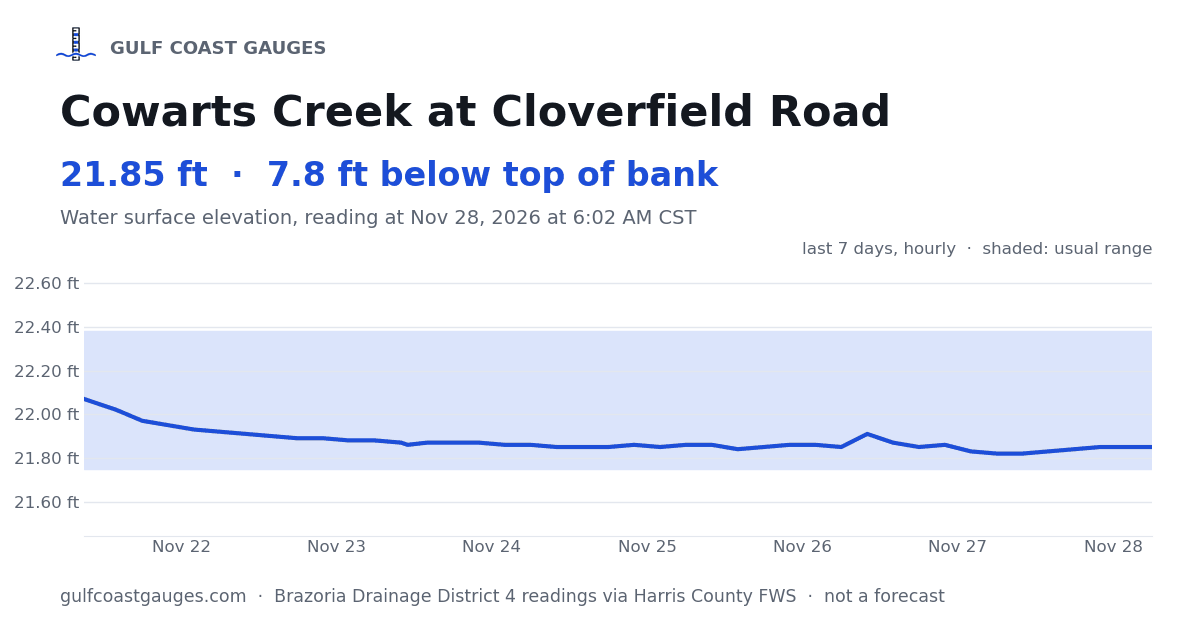 GULF COAST GAUGES
Cowarts Creek at Cloverfield Road
21.85 ft · 7.8 ft below top of bank
Water surface elevation, reading at Nov 28, 2026 at 6:02 AM CST
last 7 days, hourly · shaded: usual range
22.60 ft
22.40 ft
22.20 ft
22.00 ft
21.80 ft
21.60 ft
Nov 22 Nov 23 Nov 24 Nov 25 Nov 26 Nov 27 Nov 28
gulfcoastgauges.com · Brazoria Drainage District 4 readings via Harris County FWS · not a forecast